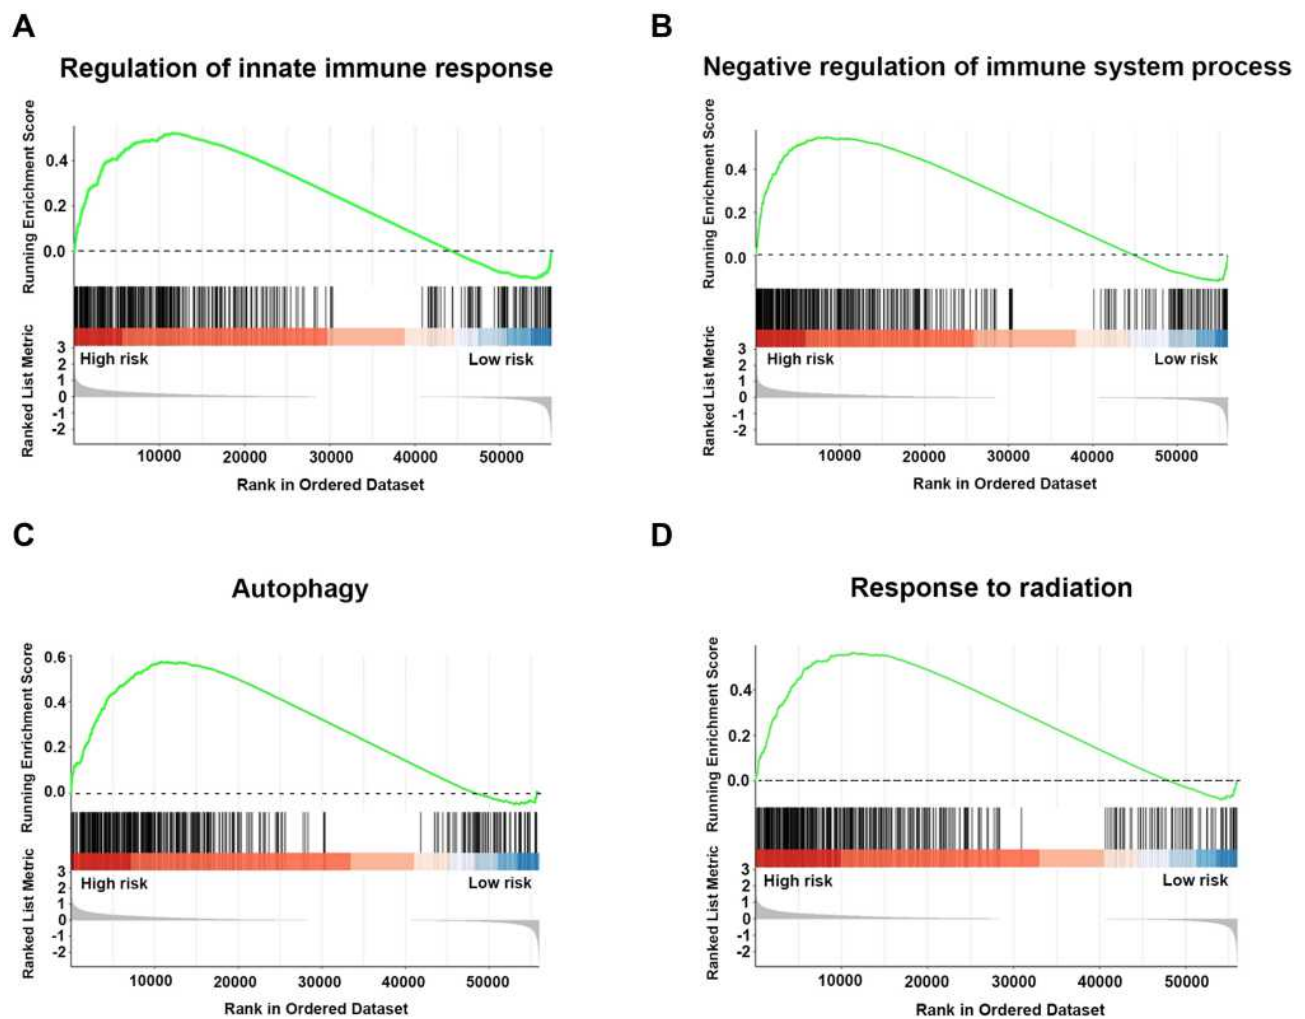 A
Regulation of innate immune response
Running Enrichment Score
0.4
0.2
0.0
High risk
Low risk
Ranked List Metric
3
2
1
0
-1
-2
10000 20000 30000 40000 50000
Rank in Ordered Dataset
B
Negative regulation of immune system process
Running Enrichment Score
0.4
0.2
0.0
High risk
Low risk
Ranked List Metric
3
2
1
0
-1
-2
10000 20000 30000 40000 50000
Rank in Ordered Dataset
C
Autophagy
Running Enrichment Score
0.6
0.4
0.2
0.0
High risk
Low risk
Ranked List Metric
3
2
1
0
-1
-2
10000 20000 30000 40000 50000
Rank in Ordered Dataset
D
Response to radiation
Running Enrichment Score
0.4
0.2
0.0
High risk
Low risk
Ranked List Metric
3
2
1
0
-1
-2
10000 20000 30000 40000 50000
Rank in Ordered Dataset